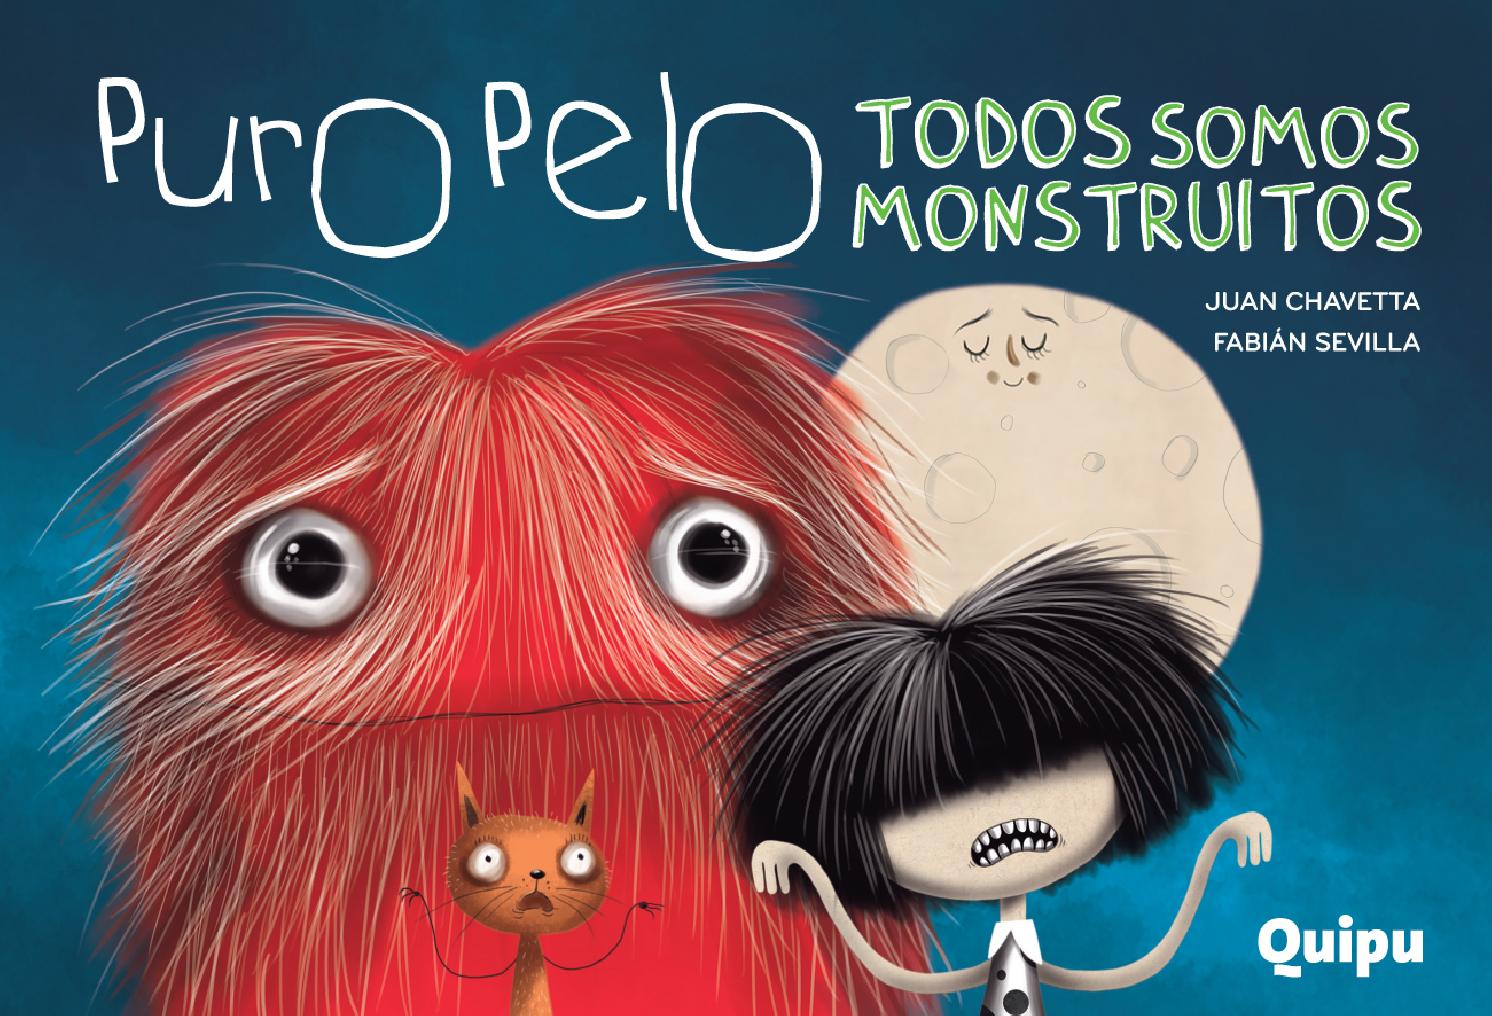 Puro Pelo
TODOS SOMOS
MONSTRUITOS
JUAN CHAVETTA
FABIÁN SEVILLA
Quipu